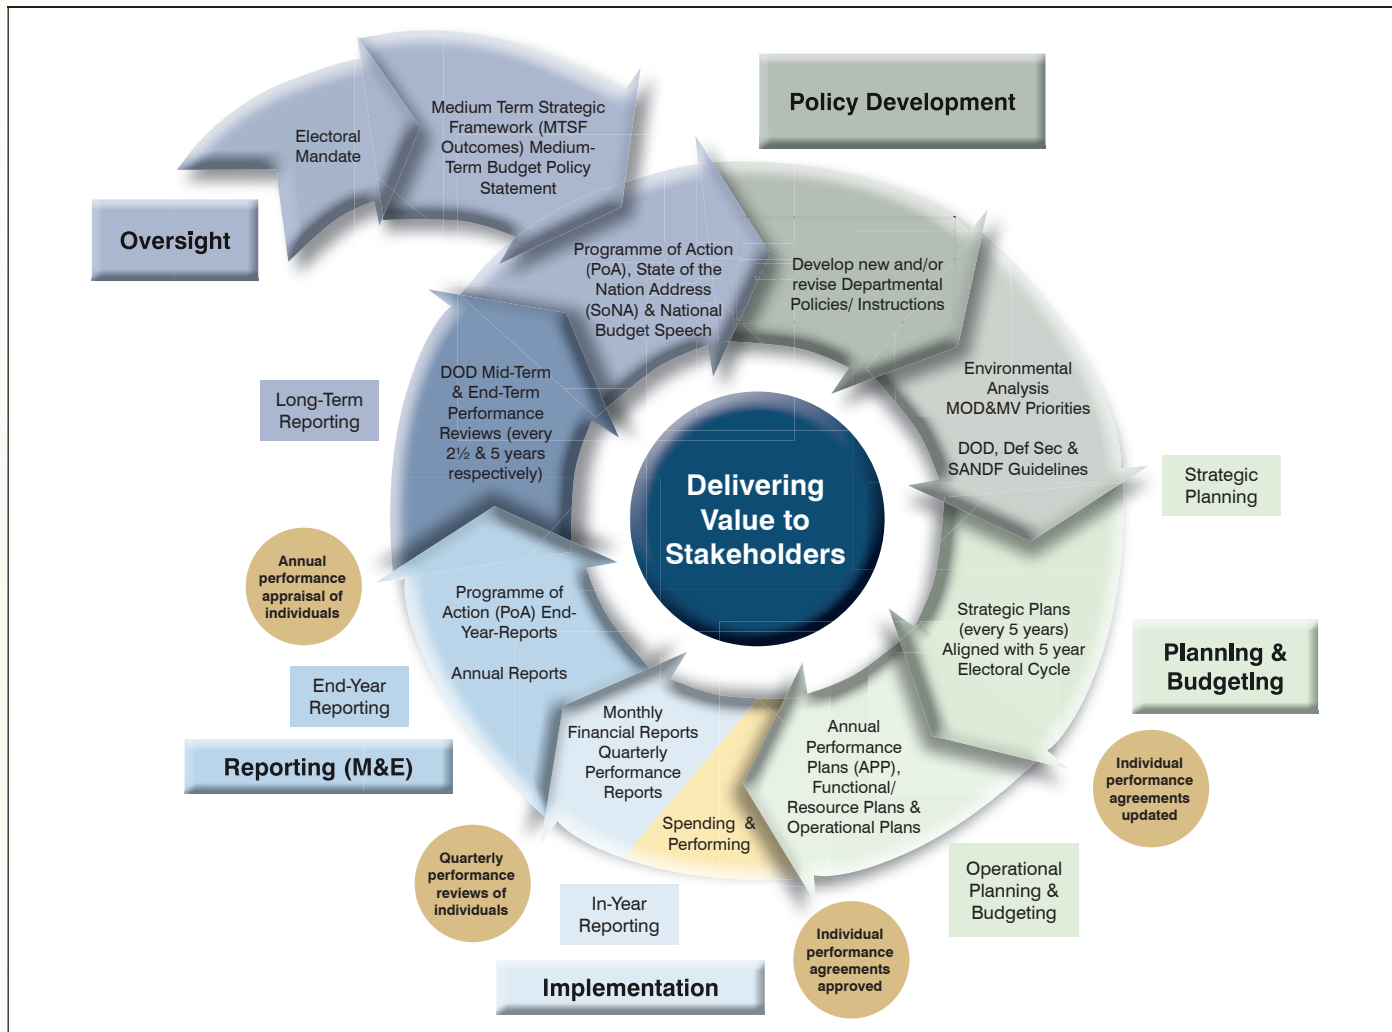 Policy Development
Electoral
Mandate
Medium Term Strategic
Framework (MTSF
Outcomes) Medium-
Term Budget Policy
Statement
Oversight
Programme of Action
(PoA), State of the
Nation Address
(SoNA) & National
Budget Speech
Develop new and/or
revise Departmental
Policies/ Instructions
Environmental
Analysis
MOD&MV Priorities
DOD, Def Sec &
SANDF Guidelines
Strategic
Planning
Long-Term
Reporting
DOD Mid-Term
& End-Term
Performance
Reviews (every
2½ & 5 years
respectively)
Delivering
Value to
Stakeholders
Annual
performance
appraisal of
individuals
Programme of
Action (PoA) End-
Year-Reports
Annual Reports
Strategic Plans
(every 5 years)
Aligned with 5 year
Electoral Cycle
Planning &
Budgeting
End-Year
Reporting
Reporting (M&E)
Monthly
Financial Reports
Quarterly
Performance
Reports
Spending &
Performing
Annual
Performance
Plans (APP),
Functional/
Resource Plans &
Operational Plans
Individual
performance
agreements
updated
Quarterly
performance
reviews of
individuals
In-Year
Reporting
Operational
Planning &
Budgeting
Individual
performance
agreements
approved
Implementation